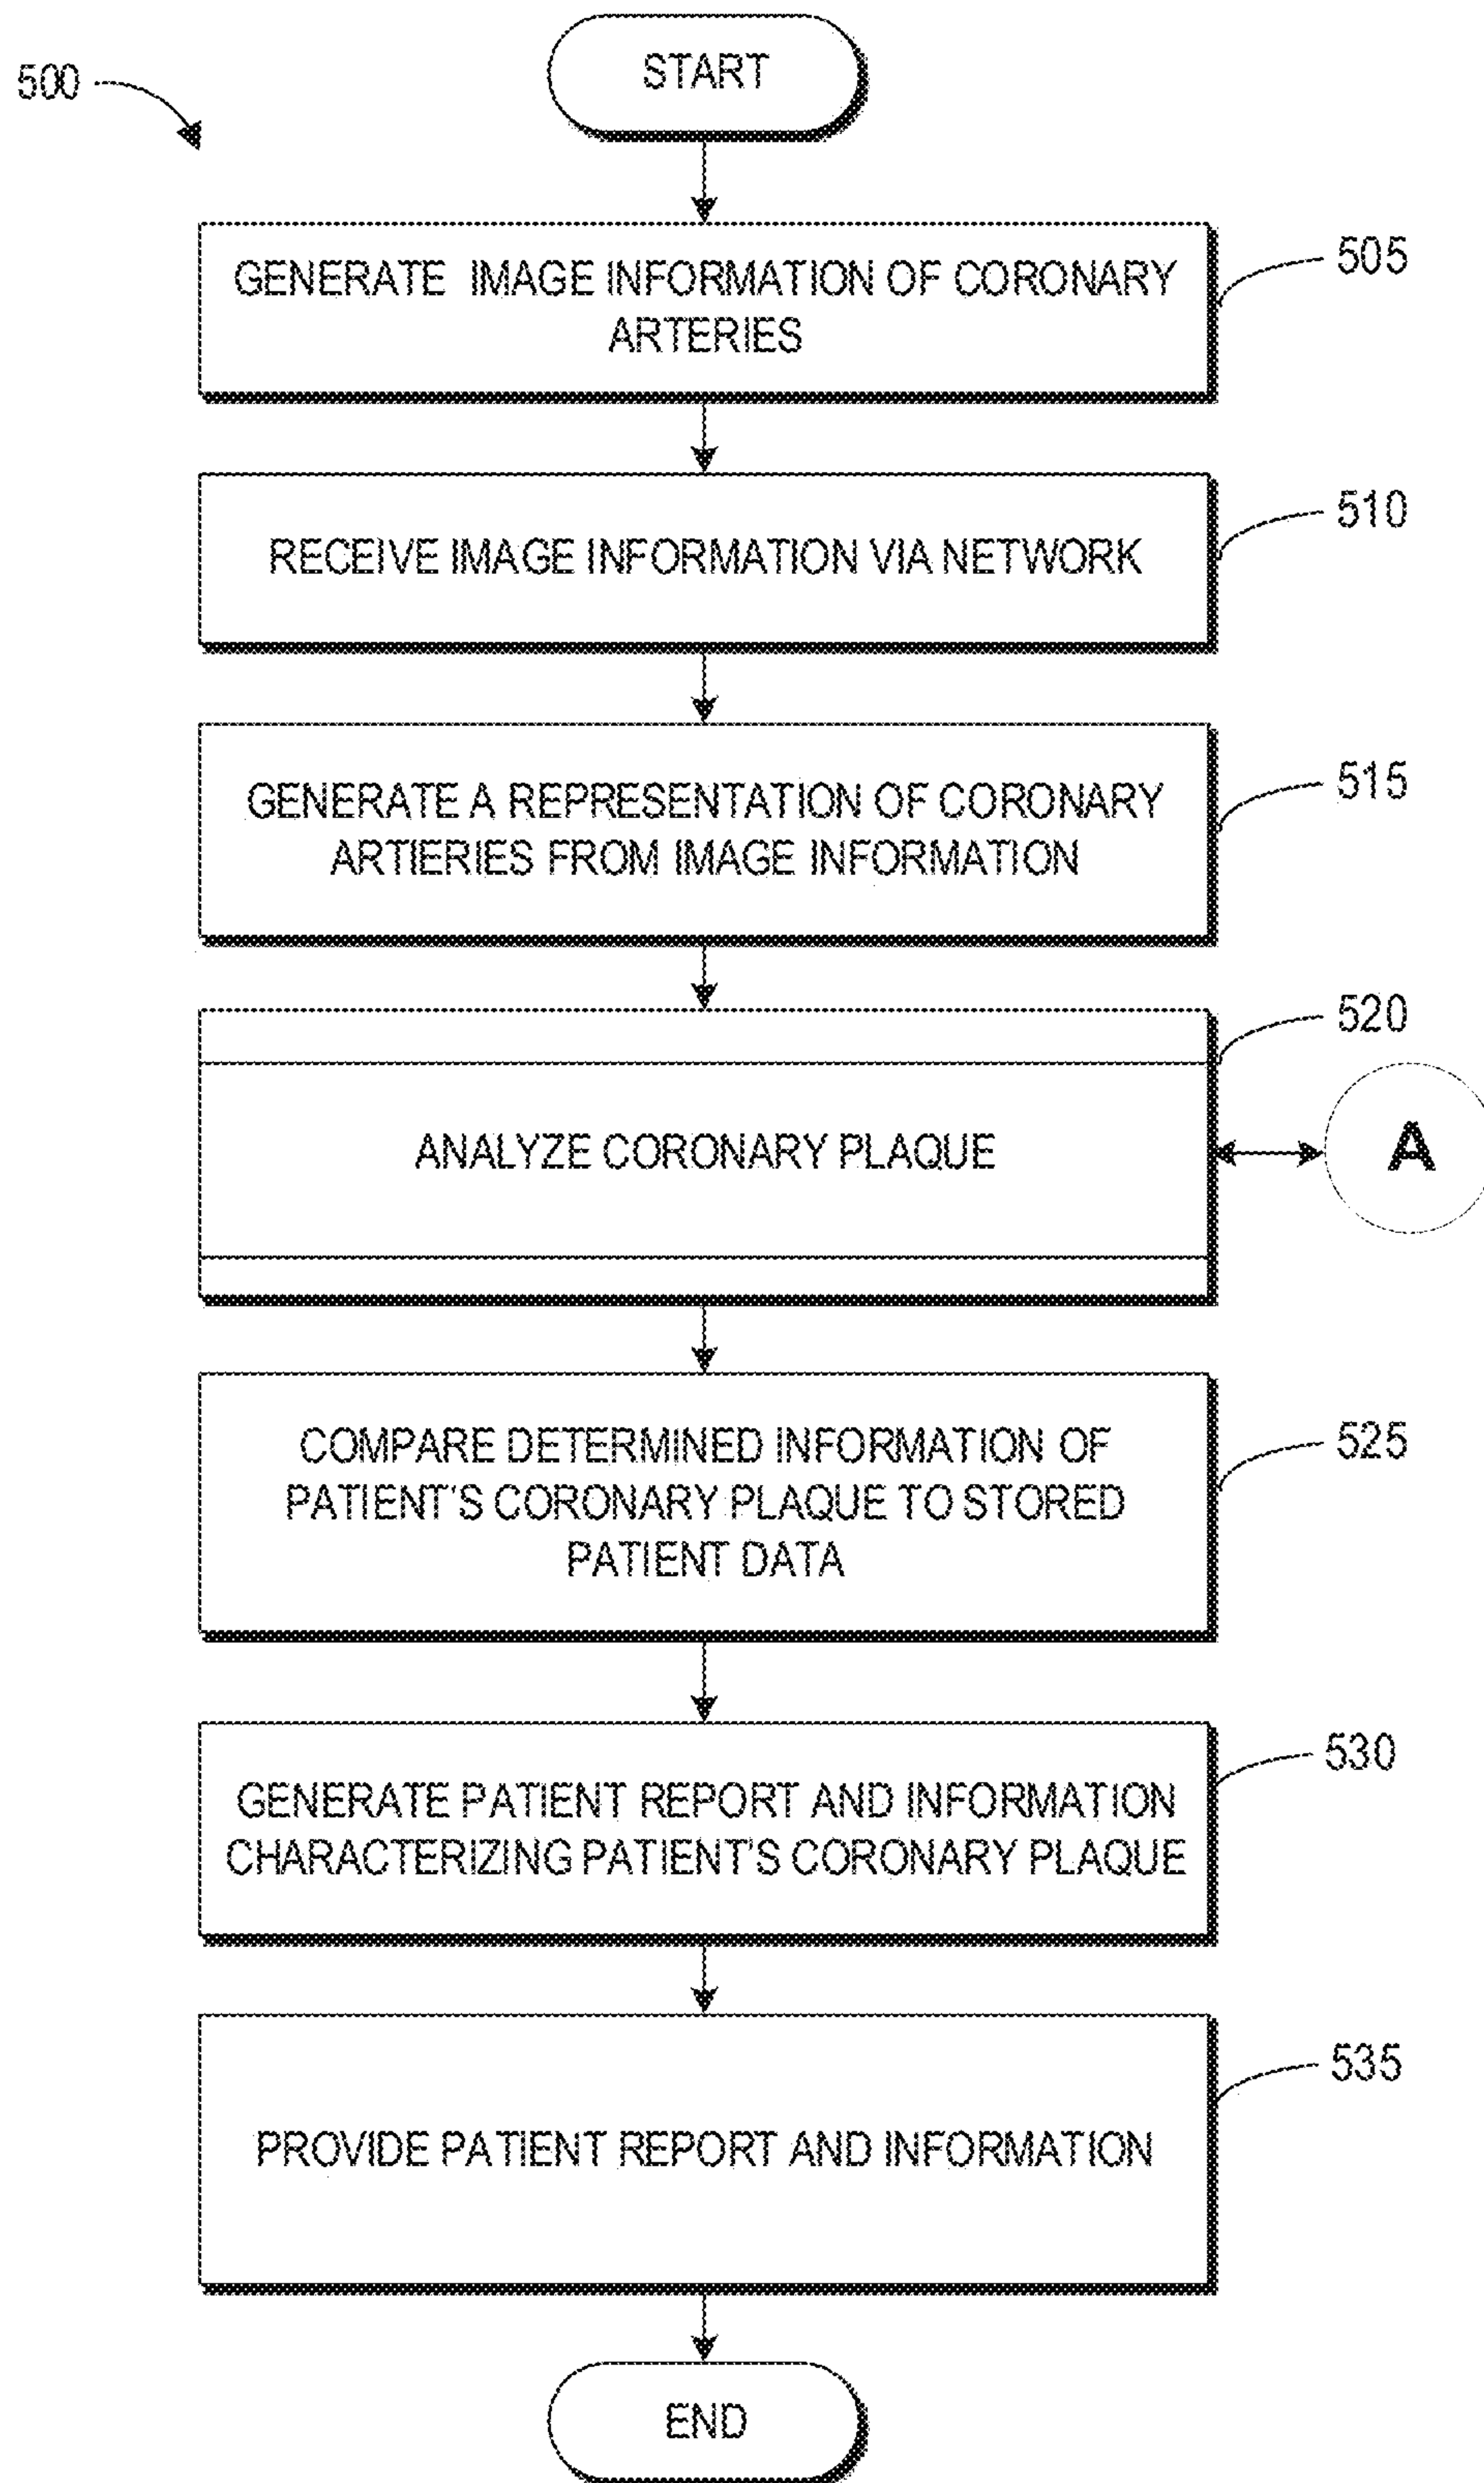 START
500
GENERATE IMAGE INFORMATION OF CORONARY
ARTERIES
505
RECEIVE IMAGE INFORMATION VIA NETWORK
510
GENERATE A REPRESENTATION OF CORONARY
ARTIERIES FROM IMAGE INFORMATION
515
520
ANALYZE CORONARY PLAQUE
A
COMPARE DETERMINED INFORMATION OF
PATIENT'S CORONARY PLAQUE TO STORED
PATIENT DATA
525
GENERATE PATIENT REPORT AND INFORMATION
CHARACTERIZING PATIENT'S CORONARY PLAQUE
530
PROVIDE PATIENT REPORT AND INFORMATION
535
END